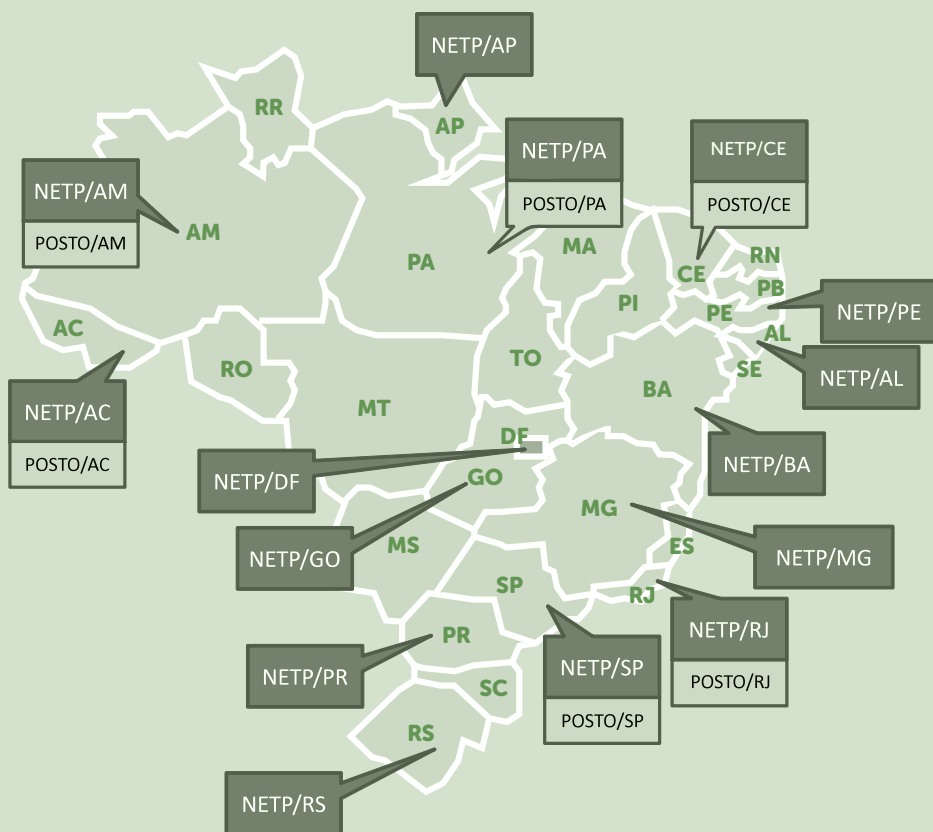 NETP/AP
RR
AP
NETP/PA
POSTO/PA
NETP/CE
POSTO/CE
NETP/AM
POSTO/AM
AM
PA
MA
CE
RN
PB
PI
PE
NETP/PE
AC
AL
RO
TO
SE
NETP/AL
BA
MT
NETP/AC
POSTO/AC
DF
NETP/BA
NETP/DF
GO
MG
MS
ES
NETP/GO
NETP/MG
SP
RJ
PR
NETP/RJ
POSTO/RJ
NETP/PR
SC
NETP/SP
POSTO/SP
RS
NETP/RS